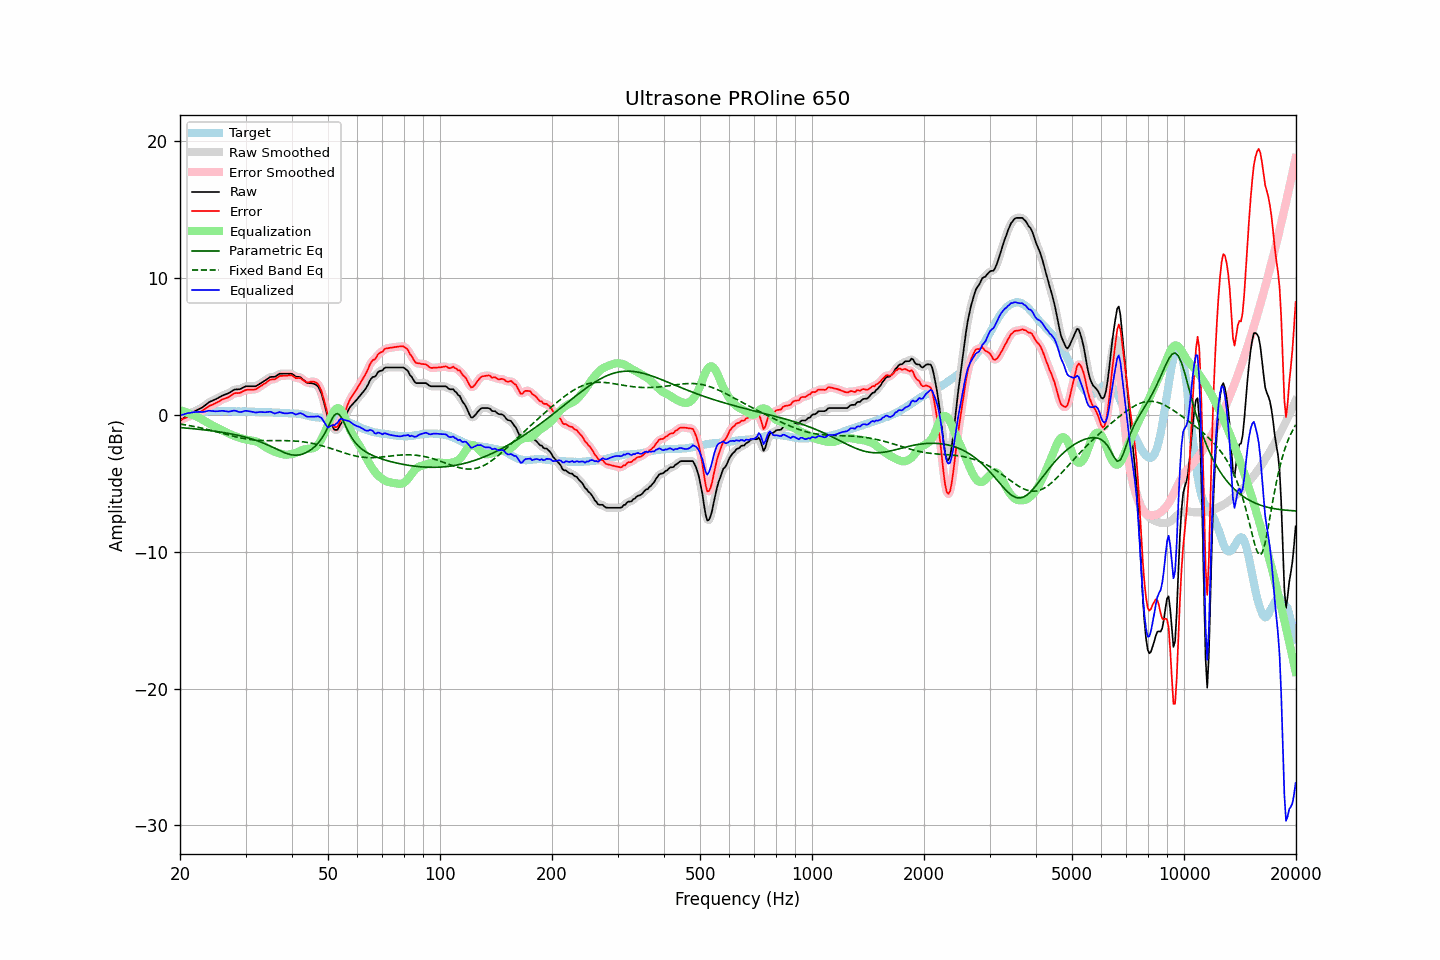 Ultrasone PROline 650
Target
Raw Smoothed
Error Smoothed
Raw
Error
Equalization
Parametric Eq
Fixed Band Eq
Equalized
20
10
0
−10
−20
−30
Amplitude (dBr)
20
50
100
200
500
1000
2000
5000
10000
20000
Frequency (Hz)